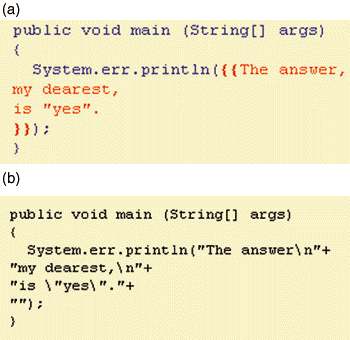 (a)
public void main (String[] args)
{
  System.err.println({{The answer,
my dearest,
is "yes".
}});
}
(b)
public void main (String[] args)
{
  System.err.println("The answer\n"+
"my dearest,\n"+
"is \"yes\"."+
"");
}